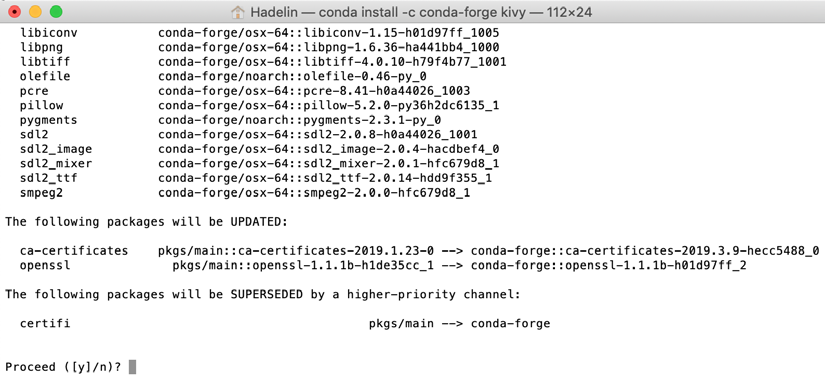 Hadelin — conda install -c conda-forge kivy — 112×24
libiconv conda-forge/osx-64::libiconv-1.15-h01d97ff_1005
libpng conda-forge/osx-64::libpng-1.6.36-ha441bb4_1000
libtiff conda-forge/osx-64::libtiff-4.0.10-h79f4b77_1001
olefile conda-forge/noarch::olefile-0.46-py_0
pcre conda-forge/osx-64::pcre-8.41-h0a44026_1003
pillow conda-forge/osx-64::pillow-5.2.0-py36h2dc6135_1
pygments conda-forge/noarch::pygments-2.3.1-py_0
sdl2 conda-forge/osx-64::sdl2-2.0.8-h0a44026_1001
sdl2_image conda-forge/osx-64::sdl2_image-2.0.4-hacdbef4_0
sdl2_mixer conda-forge/osx-64::sdl2_mixer-2.0.1-hfc679d8_1
sdl2_ttf conda-forge/osx-64::sdl2_ttf-2.0.14-hdd9f355_1
smpeg2 conda-forge/osx-64::smpeg2-2.0.0-hfc679d8_1
The following packages will be UPDATED:
ca-certificates pkgs/main::ca-certificates-2019.1.23-0 --> conda-forge::ca-certificates-2019.3.9-hecc5488_0
openssl pkgs/main::openssl-1.1.1b-h1de35cc_1 --> conda-forge::openssl-1.1.1b-h01d97ff_2
The following packages will be SUPERSEDED by a higher-priority channel:
certifi pkgs/main --> conda-forge
Proceed ([y]/n)?